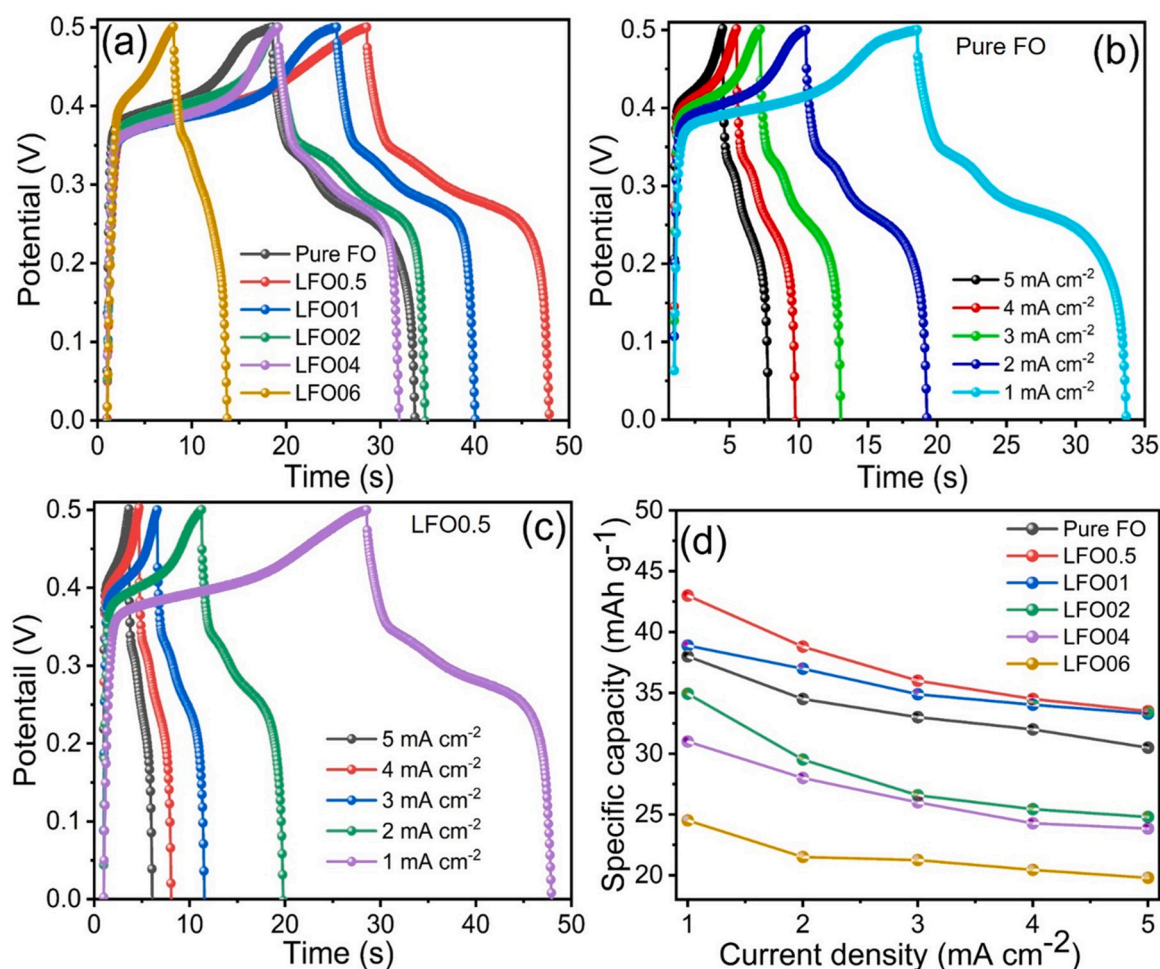 (a)
0.5
0.4
0.3
0.2
0.1
0.0
Potential (V)
Pure FO
LFO0.5
LFO01
LFO02
LFO04
LFO06
0 10 20 30 40 50
Time (s)
(b)
Pure FO
0.5
0.4
0.3
0.2
0.1
0.0
Potential (V)
5 mA cm⁻²
4 mA cm⁻²
3 mA cm⁻²
2 mA cm⁻²
1 mA cm⁻²
5 10 15 20 25 30 35
Time (s)
(c)
LFO0.5
0.5
0.4
0.3
0.2
0.1
0.0
Potentail (V)
5 mA cm⁻²
4 mA cm⁻²
3 mA cm⁻²
2 mA cm⁻²
1 mA cm⁻²
0 10 20 30 40 50
Time (s)
(d)
50
45
40
35
30
25
20
Specific capacity (mAh g⁻¹)
Pure FO
LFO0.5
LFO01
LFO02
LFO04
LFO06
1 2 3 4 5
Current density (mA cm⁻²)